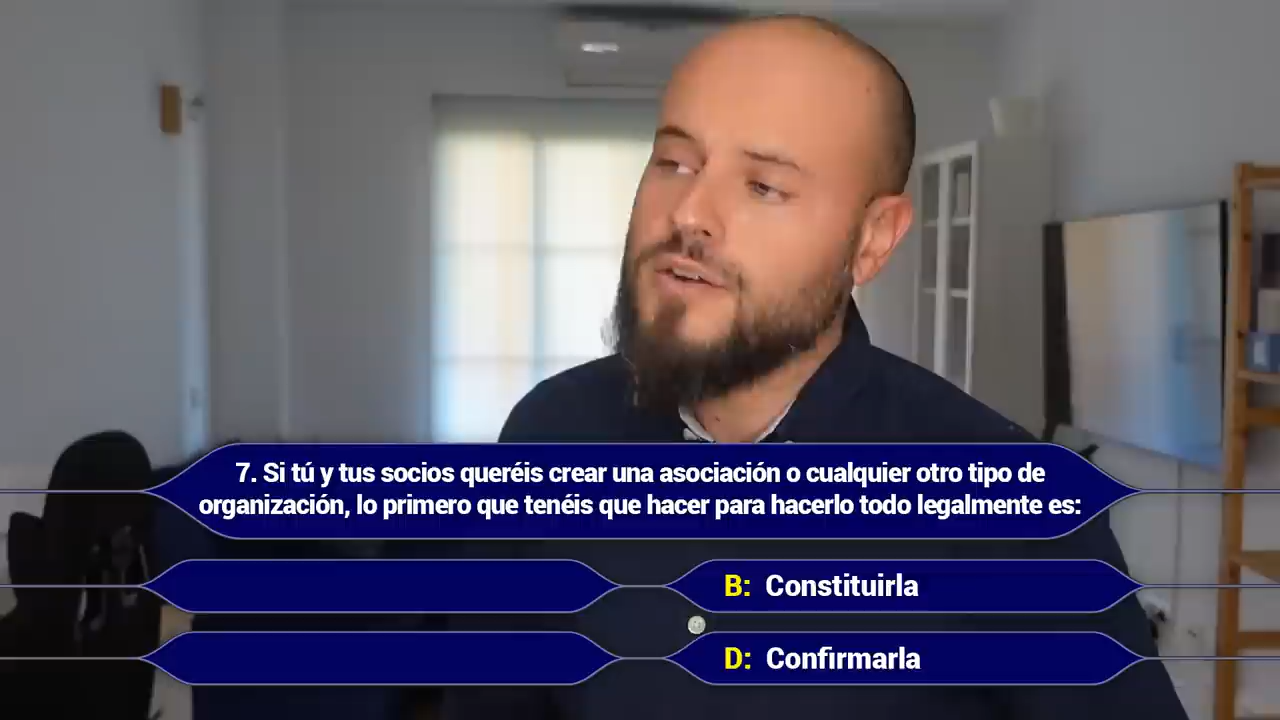 7. Si tú y tus socios queréis crear una asociación o cualquier otro tipo de
organización, lo primero que tenéis que hacer para hacerlo todo legalmente es:
B: Constituirla
D: Confirmarla